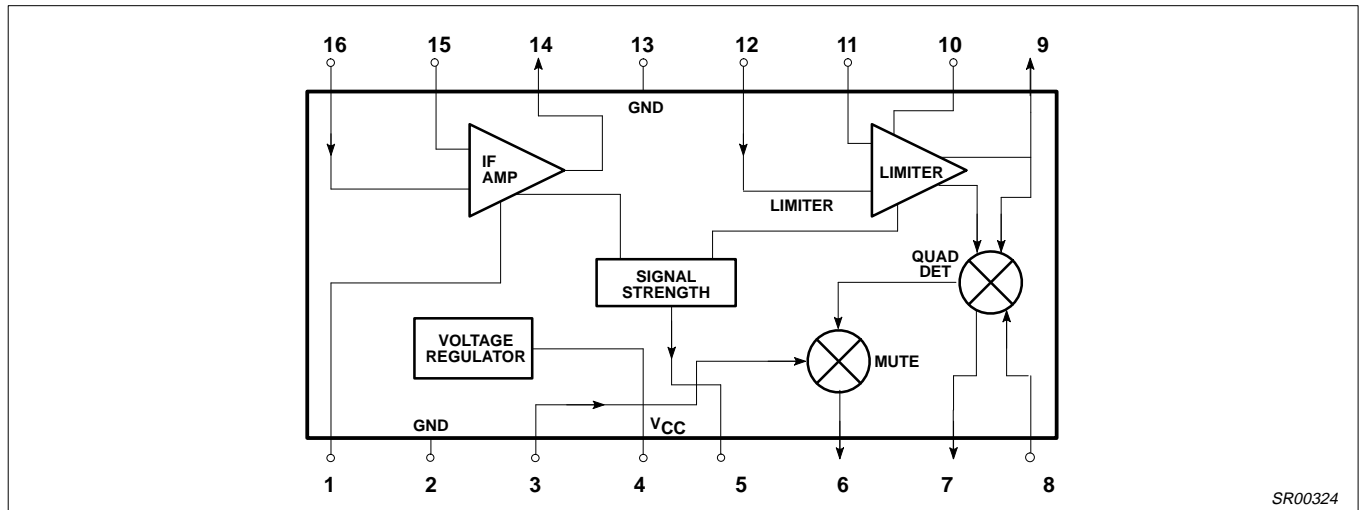 16 15 14 13 12 11 10 9
GND
IF
AMP
LIMITER
LIMITER
QUAD
DET
SIGNAL
STRENGTH
VOLTAGE
REGULATOR
MUTE
GND
VCC
1 2 3 4 5 6 7 8
SR00324